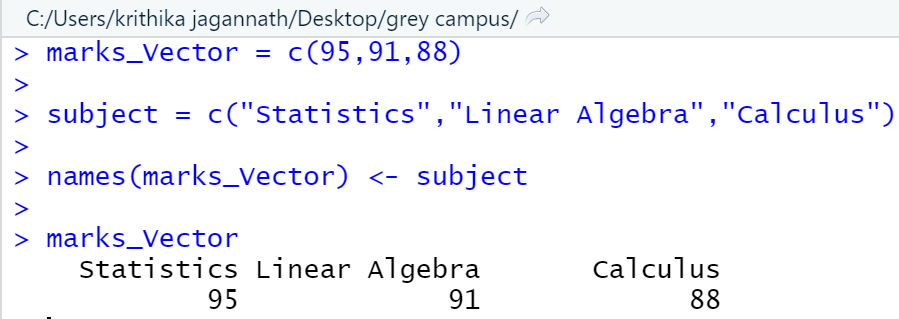 C:/Users/krithika jagannath/Desktop/grey campus/
> marks_Vector = c(95,91,88)
>
> subject = c("Statistics","Linear Algebra","Calculus")
>
> names(marks_Vector) <- subject
>
> marks_Vector
    Statistics Linear Algebra       Calculus
            95             91             88